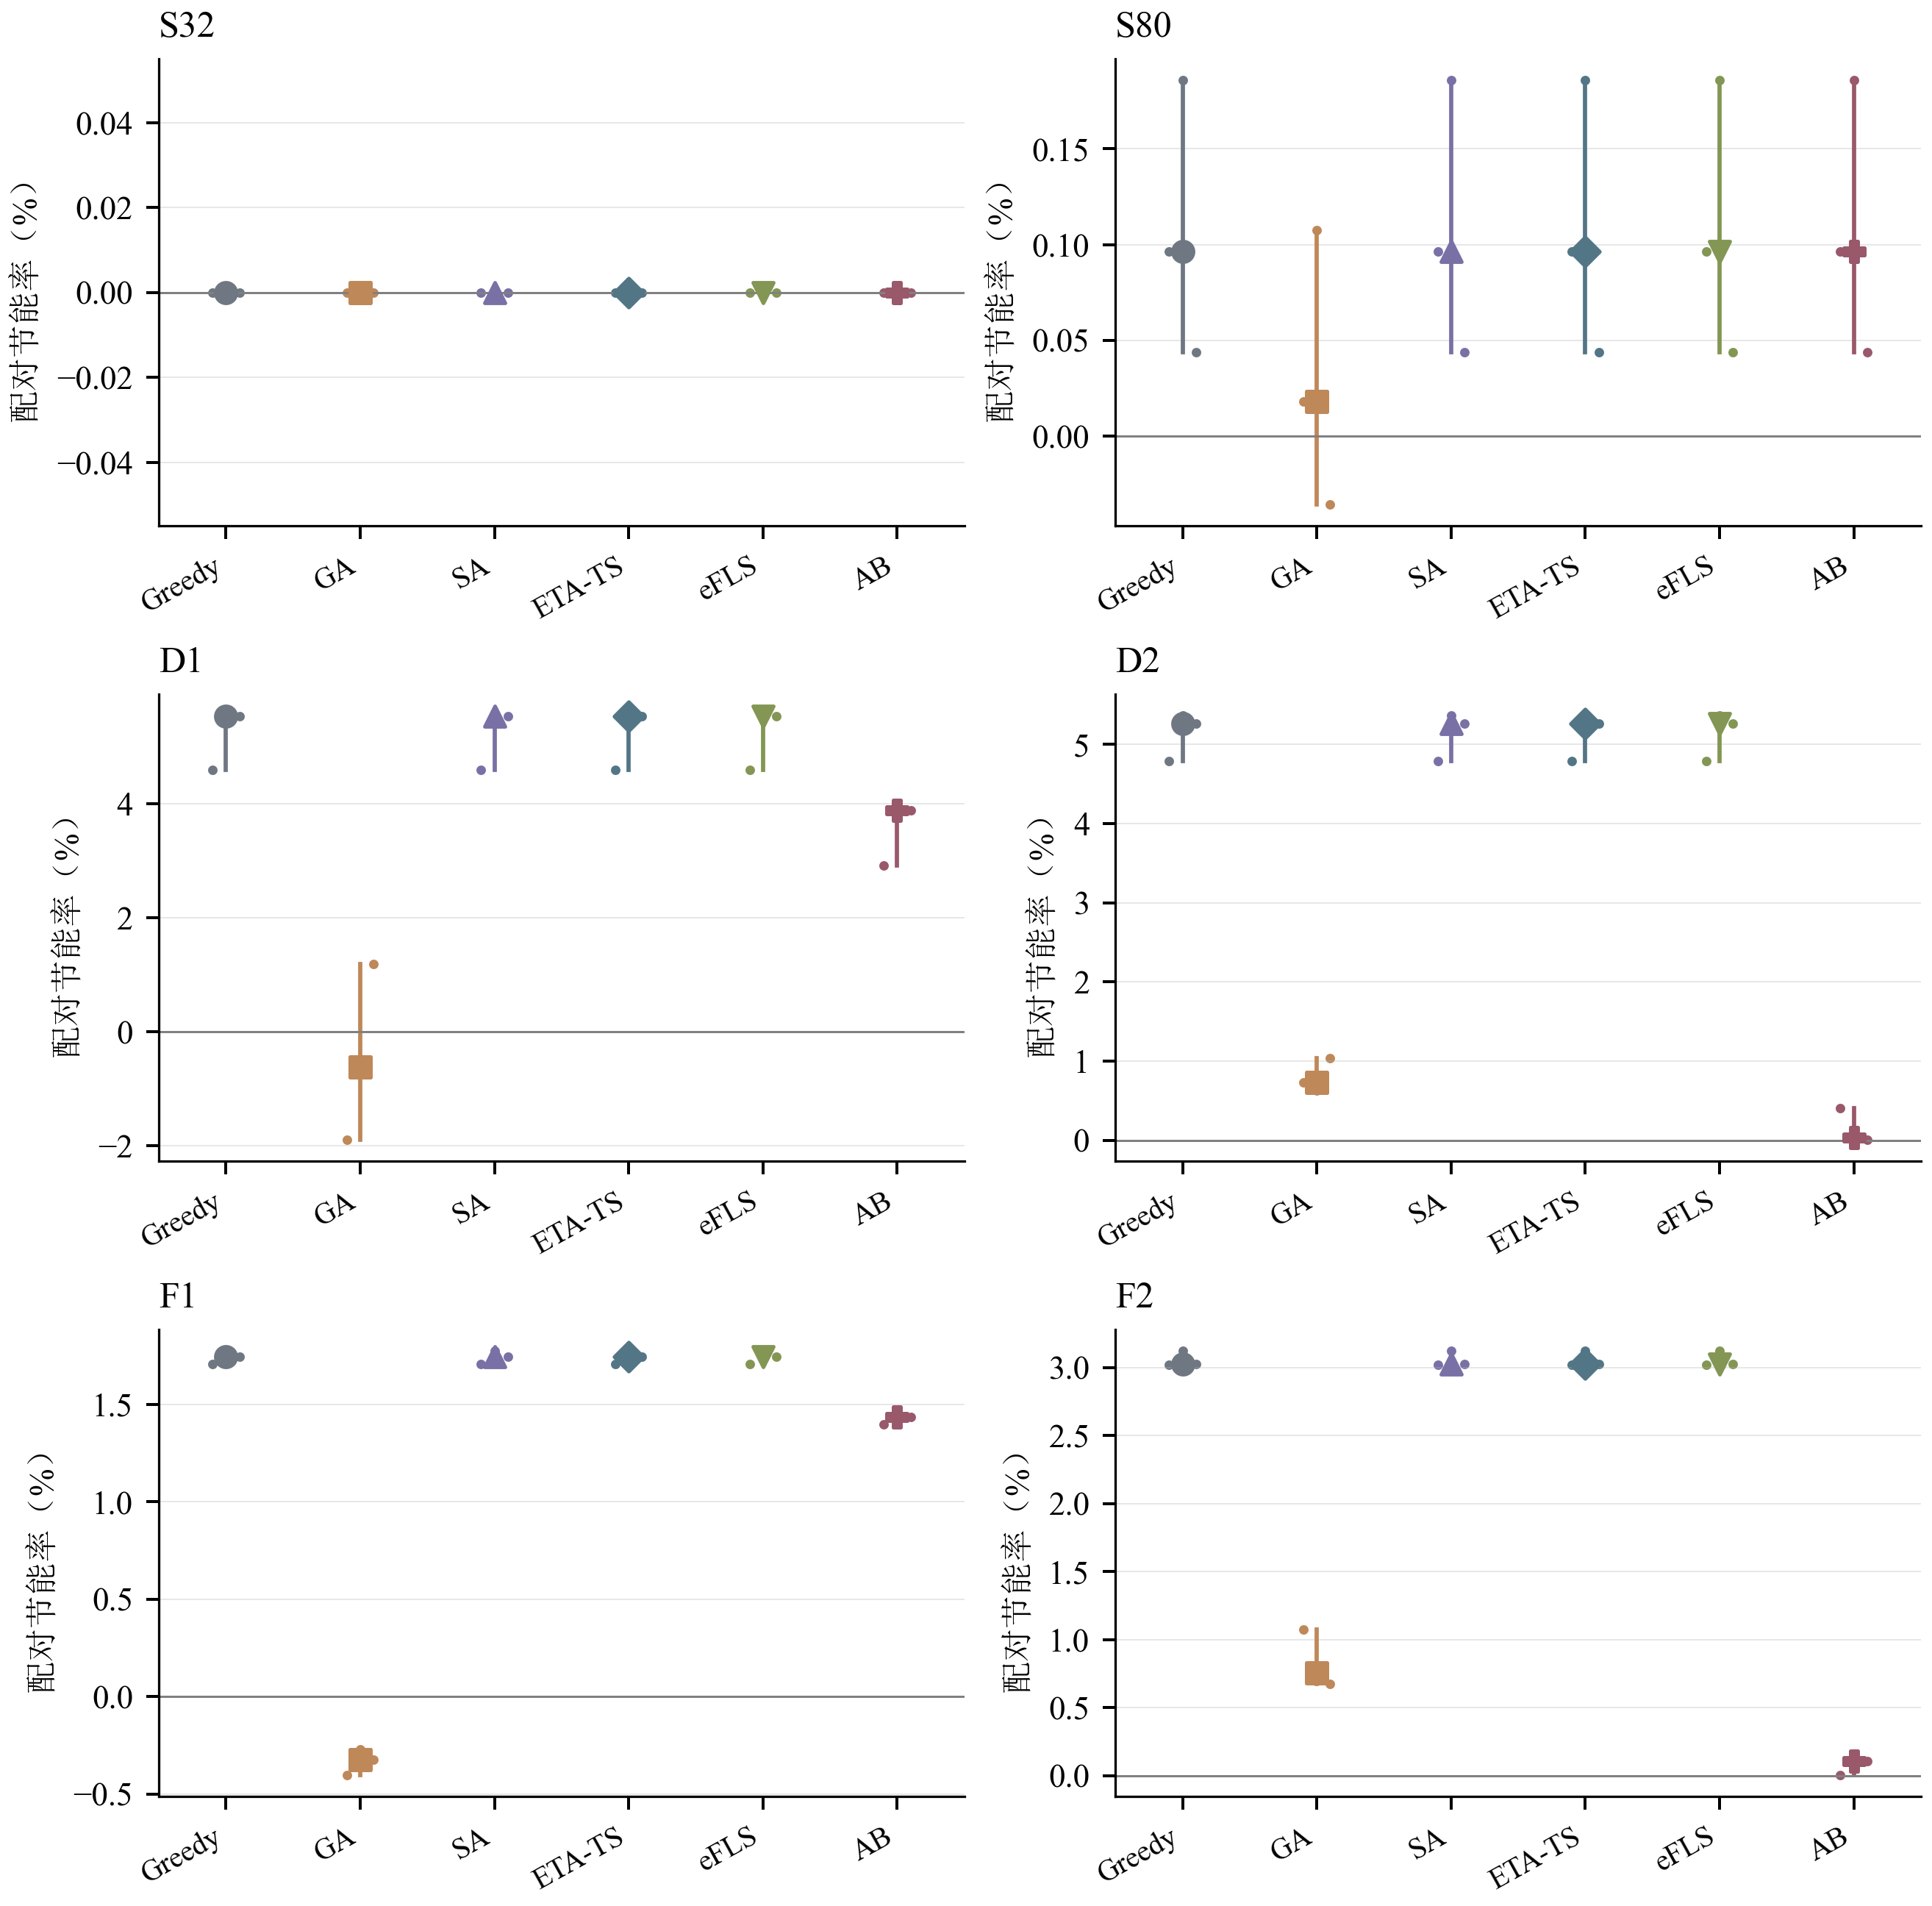 S32
配对节能率（%）
0.04
0.02
0.00
−0.02
−0.04
Greedy
GA
SA
ETA-TS
eFLS
AB
S80
配对节能率（%）
0.15
0.10
0.05
0.00
Greedy
GA
SA
ETA-TS
eFLS
AB
D1
配对节能率（%）
4
2
0
−2
Greedy
GA
SA
ETA-TS
eFLS
AB
D2
配对节能率（%）
5
4
3
2
1
0
Greedy
GA
SA
ETA-TS
eFLS
AB
F1
配对节能率（%）
1.5
1.0
0.5
0.0
−0.5
Greedy
GA
SA
ETA-TS
eFLS
AB
F2
配对节能率（%）
3.0
2.5
2.0
1.5
1.0
0.5
0.0
Greedy
GA
SA
ETA-TS
eFLS
AB